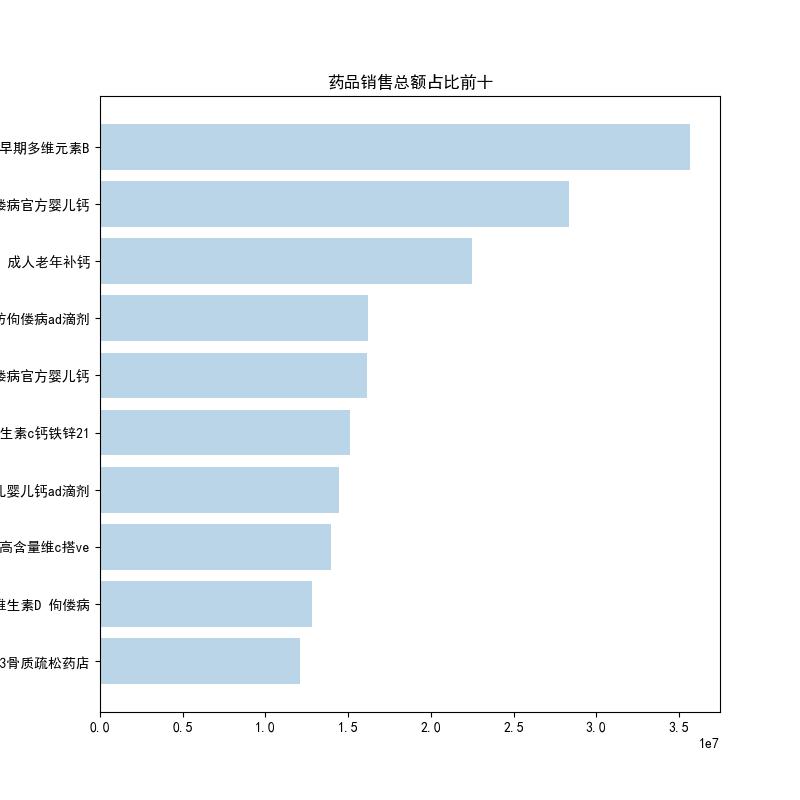 药品销售总额占比前十
早期多维元素B
偻病官方婴儿钙
成人老年补钙
防佝偻病ad滴剂
偻病官方婴儿钙
生素c钙铁锌21
儿婴儿钙ad滴剂
高含量维c搭ve
维生素D 佝偻病
3骨质疏松药店
0.0 0.5 1.0 1.5 2.0 2.5 3.0 3.5
1e7